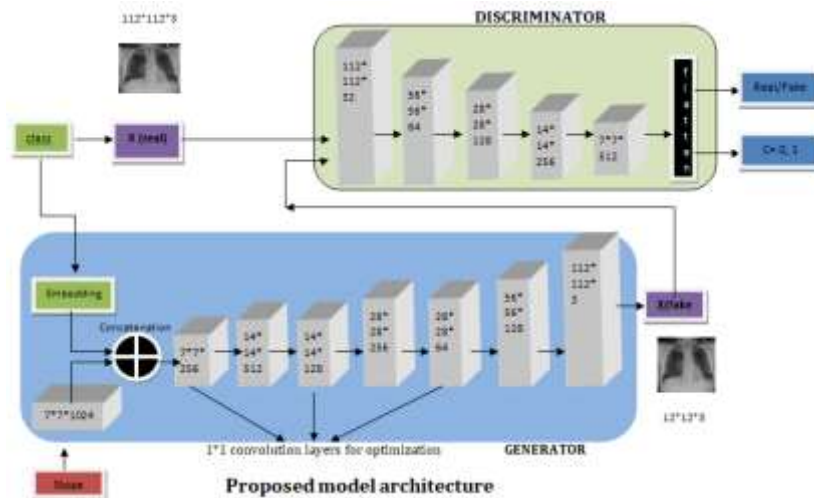 DISCRIMINATOR
112*112*3
112*
112*
32
56*
56*
64
28*
28*
128
14*
14*
256
7*7*
512
flatten
Real/Fake
C= 0, 1
class
X (real)
Embedding
Concatenation
7*7*
256
14*
14*
512
14*
14*
128
28*
28*
256
28*
28*
64
56*
56*
128
112*
112*
3
X(fake
7*7*1024
12*12*3
1*1 convolution layers for optimization
GENERATOR
Noise
Proposed model architecture